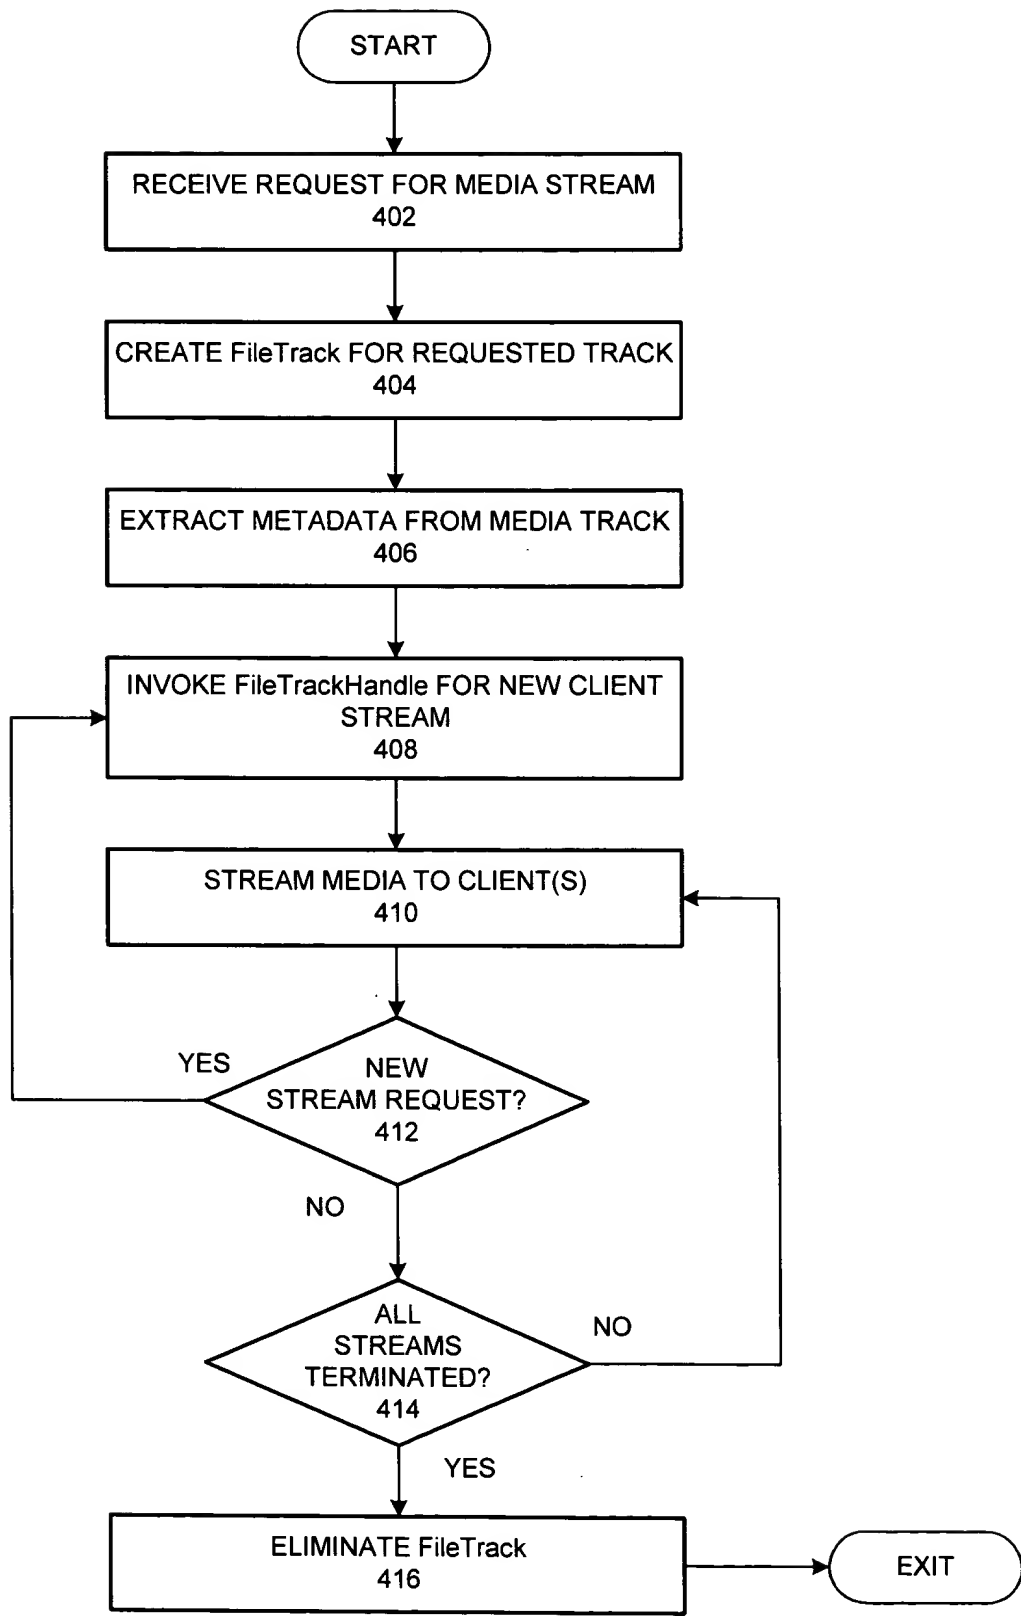 START
RECEIVE REQUEST FOR MEDIA STREAM
402
CREATE FileTrack FOR REQUESTED TRACK
404
EXTRACT METADATA FROM MEDIA TRACK
406
INVOKE FileTrackHandle FOR NEW CLIENT
STREAM
408
STREAM MEDIA TO CLIENT(S)
410
YES
NEW
STREAM REQUEST?
412
NO
ALL
STREAMS
TERMINATED?
414
NO
YES
ELIMINATE FileTrack
416
EXIT